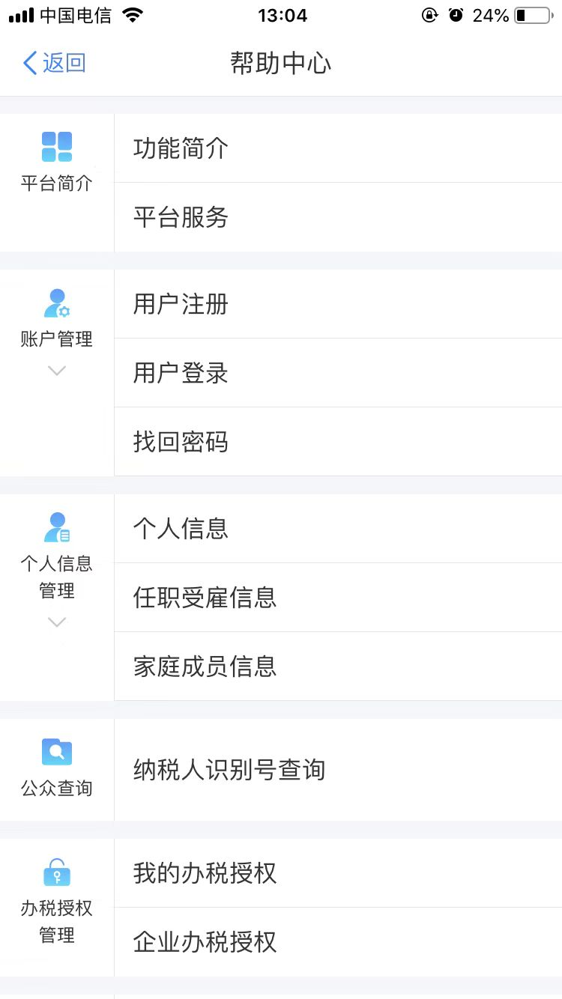 中国电信
13:04
24%
返回
帮助中心
平台简介
功能简介
平台服务
账户管理
用户注册
用户登录
找回密码
个人信息
管理
个人信息
任职受雇信息
家庭成员信息
公众查询
纳税人识别号查询
办税授权
管理
我的办税授权
企业办税授权